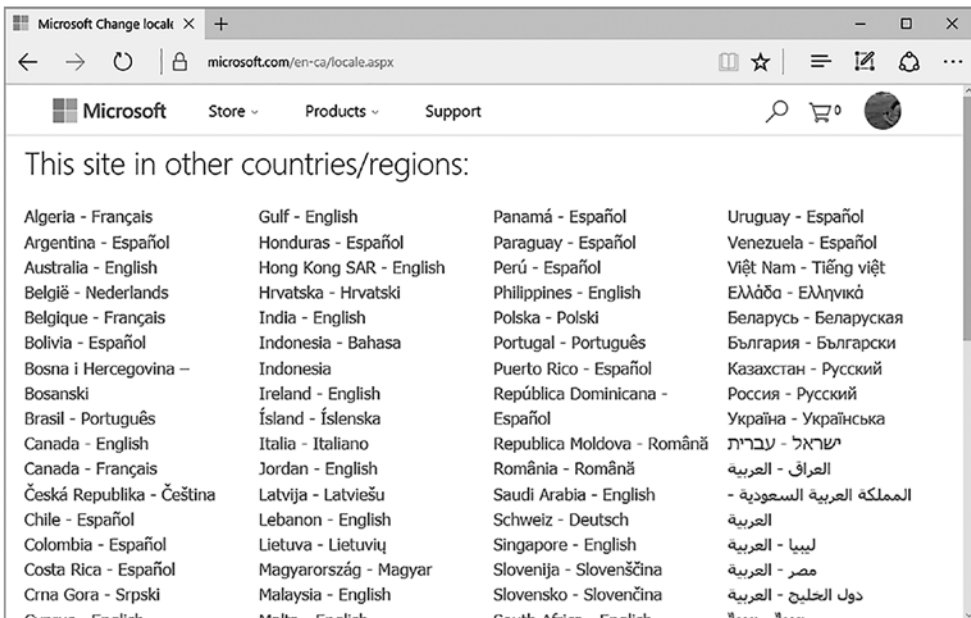 Microsoft Change locale
microsoft.com/en-ca/locale.aspx
Microsoft
Store
Products
Support
0
This site in other countries/regions:
Algeria - Français
Argentina - Español
Australia - English
België - Nederlands
Belgique - Français
Bolivia - Español
Bosna i Hercegovina –
Bosanski
Brasil - Português
Canada - English
Canada - Français
Česká Republika - Čeština
Chile - Español
Colombia - Español
Costa Rica - Español
Crna Gora - Srpski
Gulf - English
Honduras - Español
Hong Kong SAR - English
Hrvatska - Hrvatski
India - English
Indonesia - Bahasa
Indonesia
Ireland - English
Ísland - Íslenska
Italia - Italiano
Jordan - English
Latvija - Latviešu
Lebanon - English
Lietuva - Lietuvių
Magyarország - Magyar
Malaysia - English
Malta - English
Panamá - Español
Paraguay - Español
Perú - Español
Philippines - English
Polska - Polski
Portugal - Português
Puerto Rico - Español
República Dominicana -
Español
Republica Moldova - Română
România - Română
Saudi Arabia - English
Schweiz - Deutsch
Singapore - English
Slovenija - Slovenščina
Slovensko - Slovenčina
South Africa - English
Uruguay - Español
Venezuela - Español
Việt Nam - Tiếng việt
Ελλάδα - Ελληνικά
Беларусь - Беларуская
България - Български
Казахстан - Русский
Россия - Русский
Україна - Українська
ישראל - עברית
العراق - العربية
المملكة العربية السعودية -
العربية
ليبيا - العربية
مصر - العربية
دول الخليج - العربية